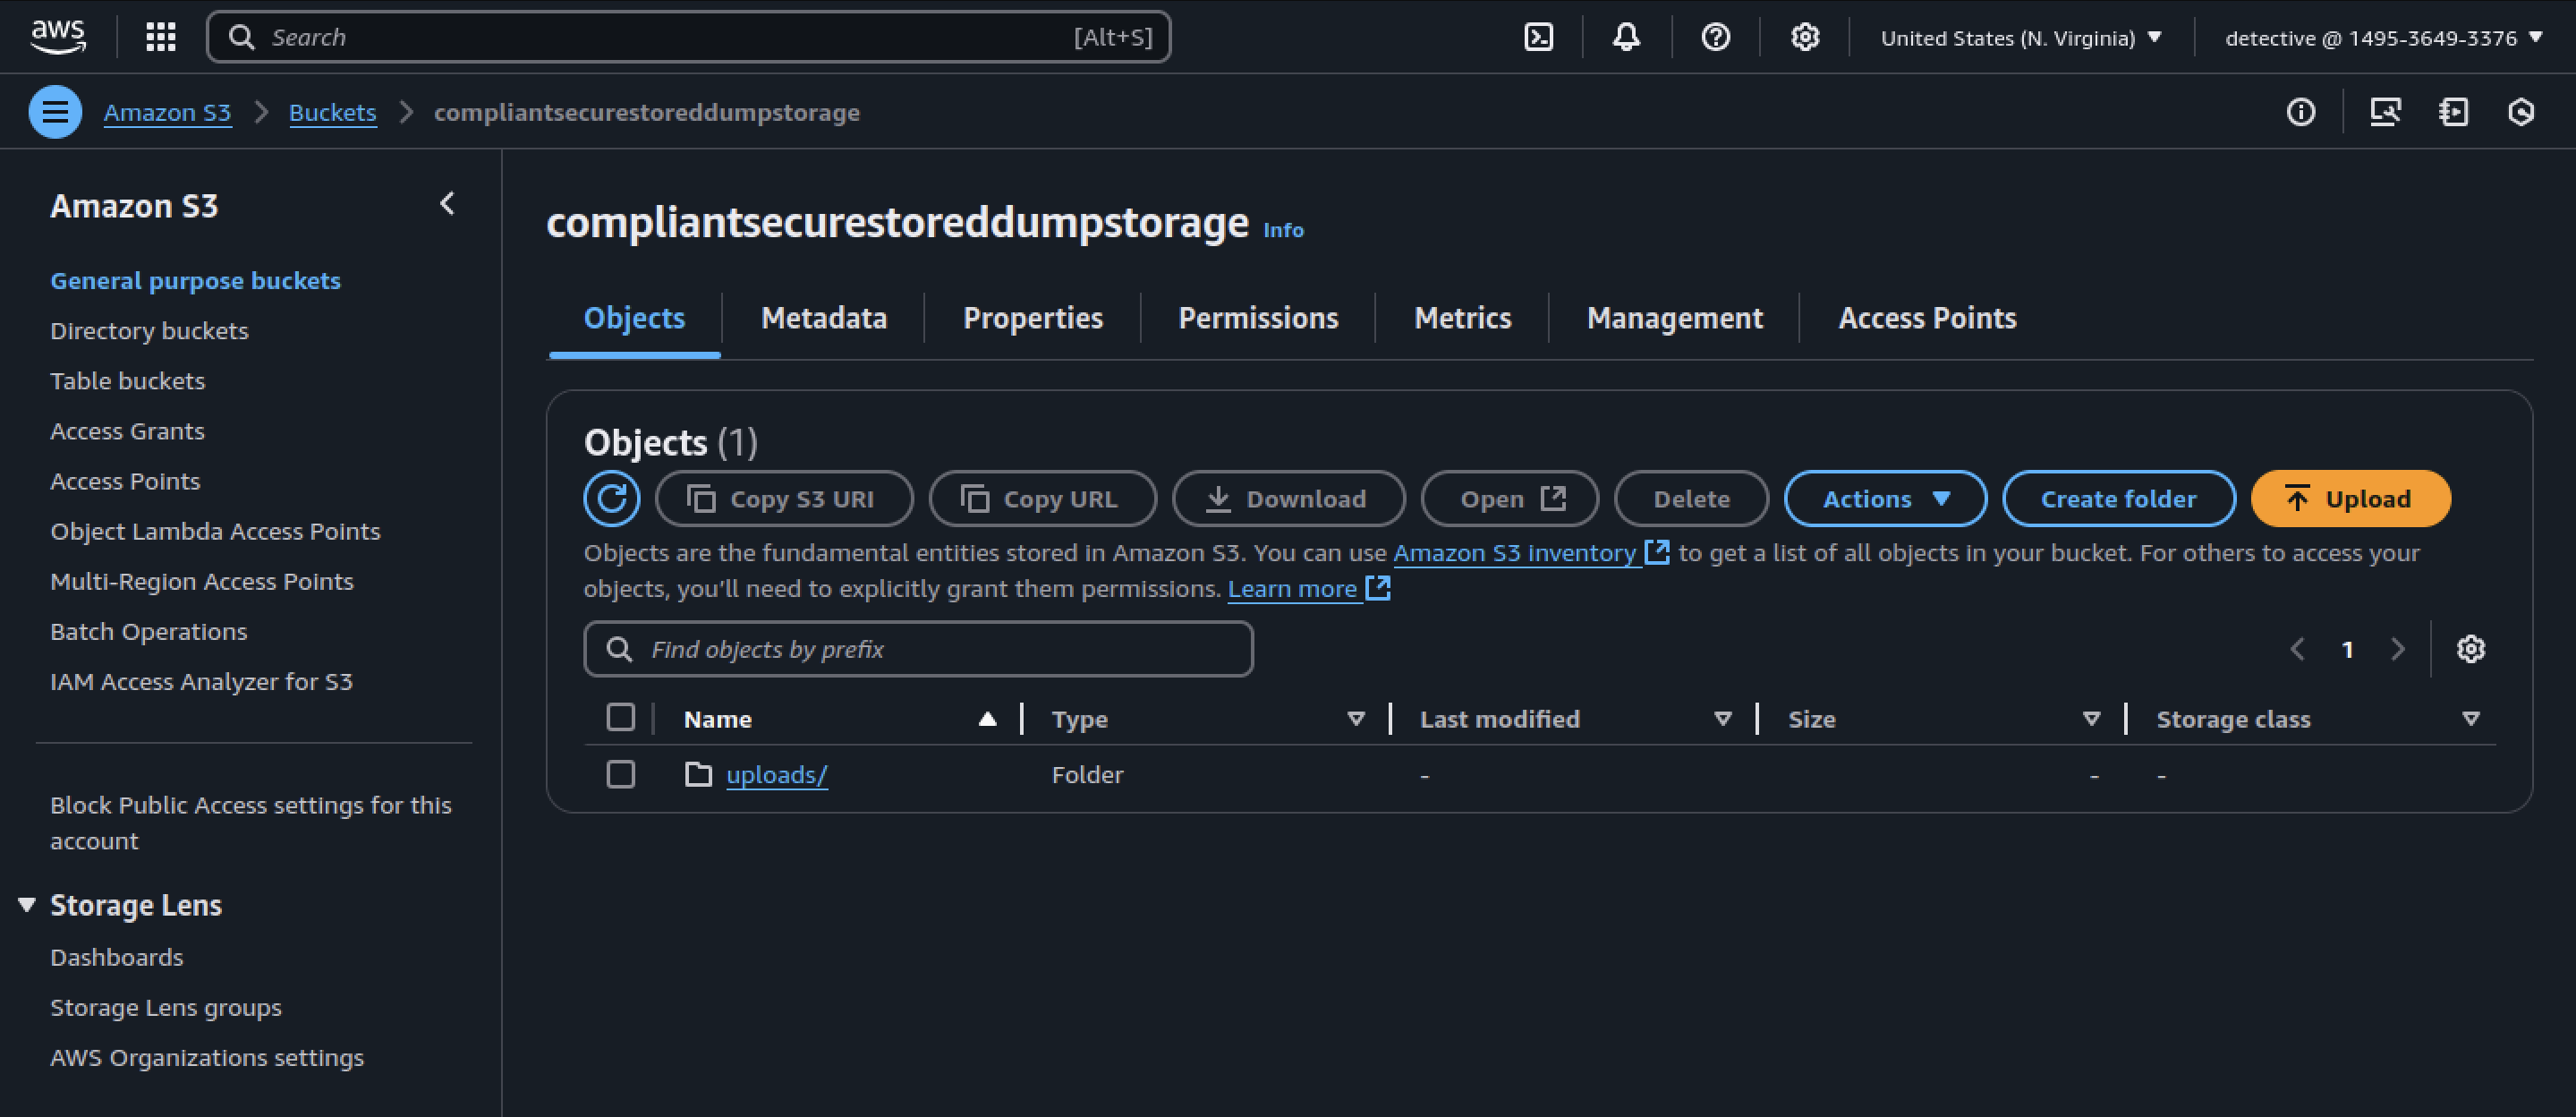 aws
Search [Alt+S]
United States (N. Virginia)
detective @ 1495-3649-3376
Amazon S3 Buckets compliantsecurestoreddumpstorage
Amazon S3
General purpose buckets
Directory buckets
Table buckets
Access Grants
Access Points
Object Lambda Access Points
Multi-Region Access Points
Batch Operations
IAM Access Analyzer for S3
Block Public Access settings for this
account
Storage Lens
Dashboards
Storage Lens groups
AWS Organizations settings
compliantsecurestoreddumpstorage Info
Objects Metadata Properties Permissions Metrics Management Access Points
Objects (1)
Copy S3 URI Copy URL Download Open Delete Actions Create folder Upload
Objects are the fundamental entities stored in Amazon S3. You can use Amazon S3 inventory to get a list of all objects in your bucket. For others to access your
objects, you’ll need to explicitly grant them permissions. Learn more
Find objects by prefix
1
Name Type Last modified Size Storage class
uploads/ Folder - - -